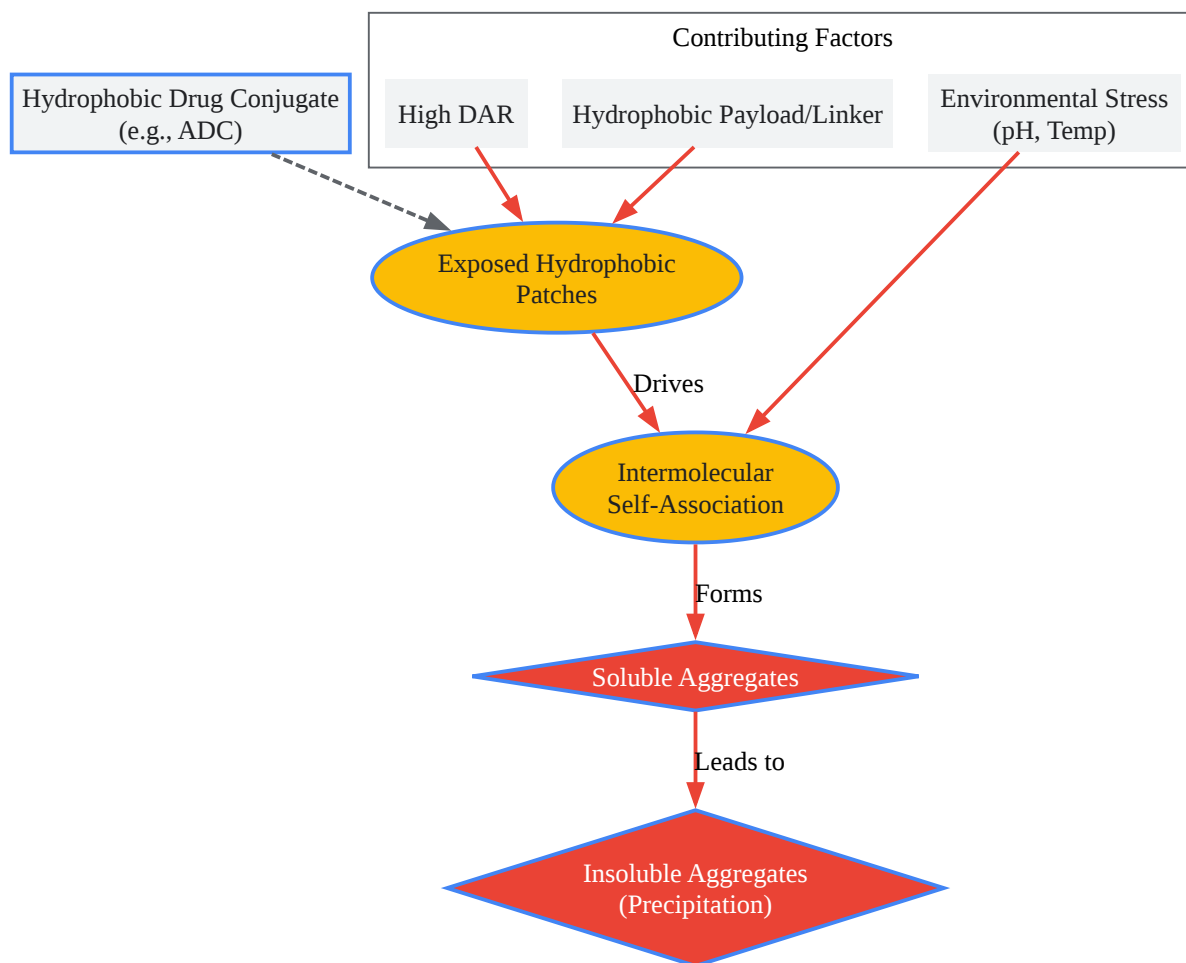 Contributing Factors
Hydrophobic Drug Conjugate
(e.g., ADC)
High DAR
Hydrophobic Payload/Linker
Environmental Stress
(pH, Temp)
Exposed Hydrophobic
Patches
Drives
Intermolecular
Self-Association
Forms
Soluble Aggregates
Leads to
Insoluble Aggregates
(Precipitation)